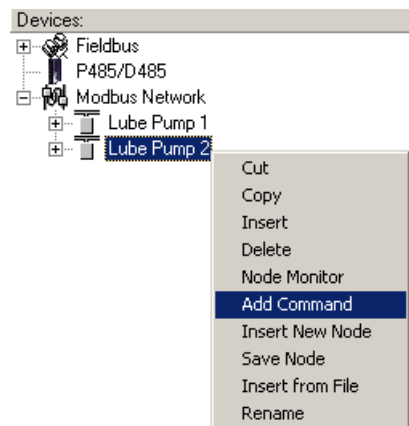 Devices:
Fieldbus
P485/D485
Modbus Network
Lube Pump 1
Lube Pump 2
Cut
Copy
Insert
Delete
Node Monitor
Add Command
Insert New Node
Save Node
Insert from File
Rename